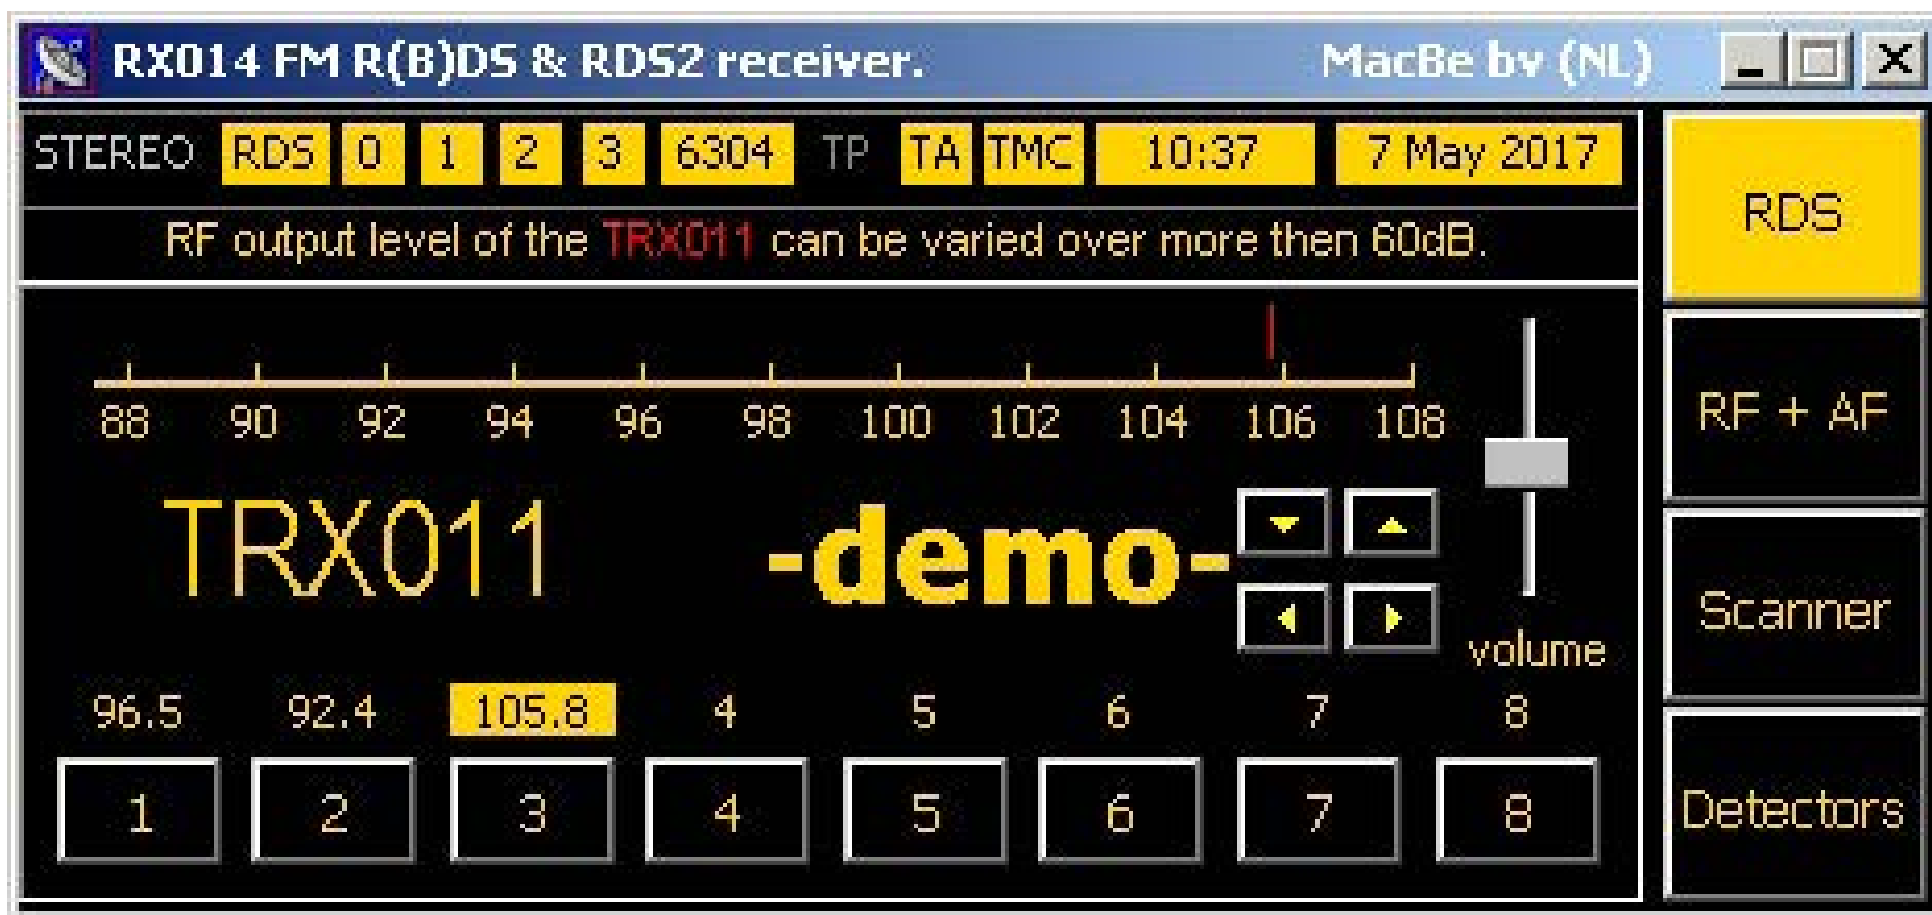 RX014 FM R(B)DS & RDS2 receiver. MacBe bv (NL)
STEREO RDS 0 1 2 3 6304 TP TA TMC 10:37 7 May 2017
RDS
RF output level of the TRX011 can be varied over more then 60dB.
88 90 92 94 96 98 100 102 104 106 108
RF + AF
TRX011 -demo-
Scanner
volume
96.5 92.4 105.8 4 5 6 7 8
1 2 3 4 5 6 7 8
Detectors